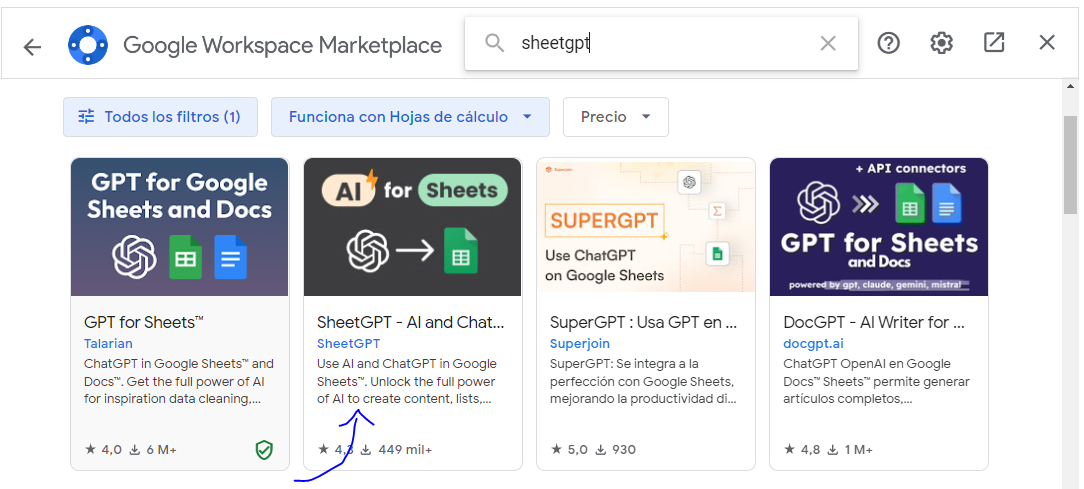 Google Workspace Marketplace
sheetgpt
Todos los filtros (1)
Funciona con Hojas de cálculo
Precio
GPT for Google
Sheets and Docs
GPT for Sheets™
Talarian
ChatGPT in Google Sheets™ and
Docs™. Get the full power of AI
for inspiration data cleaning,...
4,0 6 M+
AI for Sheets
SheetGPT - AI and Chat...
SheetGPT
Use AI and ChatGPT in Google
Sheets™. Unlock the full power
of AI to create content, lists,...
4,3 449 mil+
Superjoin
SUPERGPT
Use ChatGPT
on Google Sheets
SuperGPT : Usa GPT en ...
Superjoin
SuperGPT: Se integra a la
perfección con Google Sheets,
mejorando la productividad di...
5,0 930
+ API connectors
GPT for Sheets
and Docs
powered by gpt, claude, gemini, mistral
DocGPT - AI Writer for ...
docgpt.ai
ChatGPT OpenAI en Google
Docs™ Sheets™ permite generar
artículos completos,...
4,8 1 M+